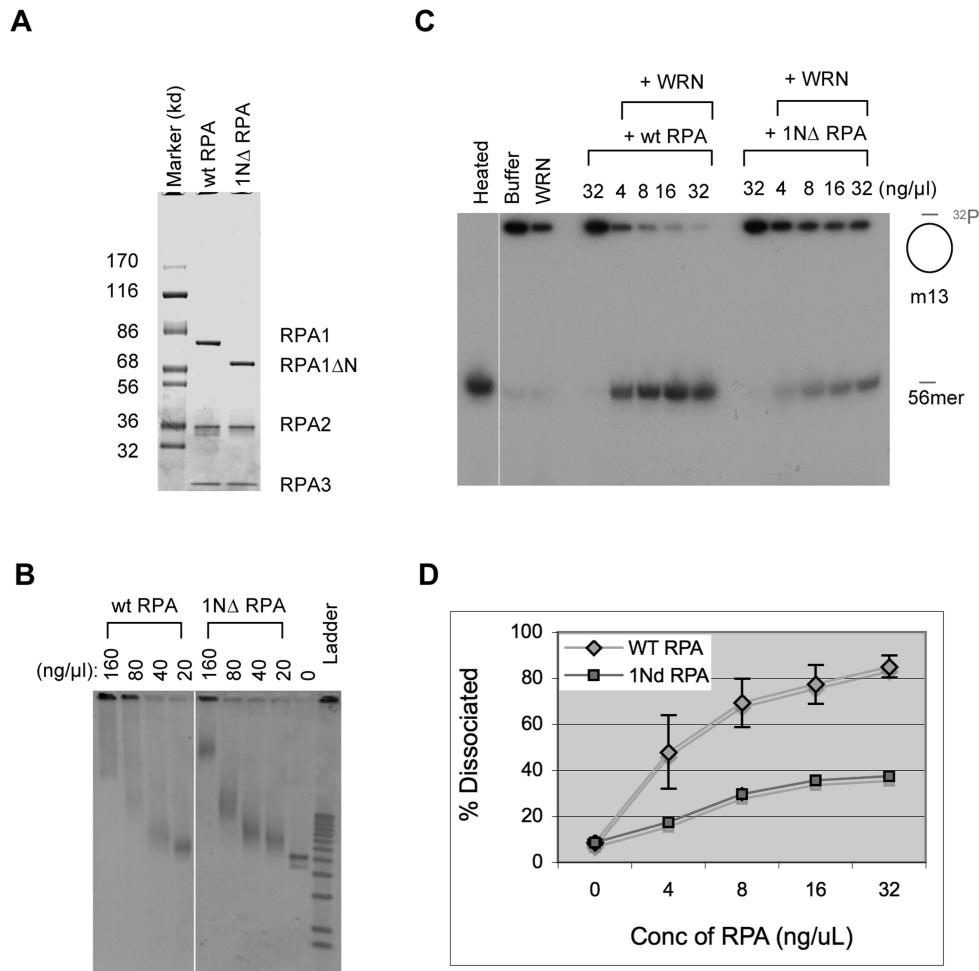 A
Marker (kd)
wt RPA
1NΔ RPA
170
116
86
68
56
36
32
RPA1
RPA1ΔN
RPA2
RPA3
B
wt RPA
1NΔ RPA
Ladder
(ng/µl):
160
80
40
20
160
80
40
20
0
C
+ WRN
+ WRN
+ wt RPA
+ 1NΔ RPA
Heated
Buffer
WRN
32 4 8 16 32
32 4 8 16 32
(ng/µl)
32P
m13
56mer
D
WT RPA
1Nd RPA
% Dissociated
100
80
60
40
20
0
0 4 8 16 32
Conc of RPA (ng/uL)